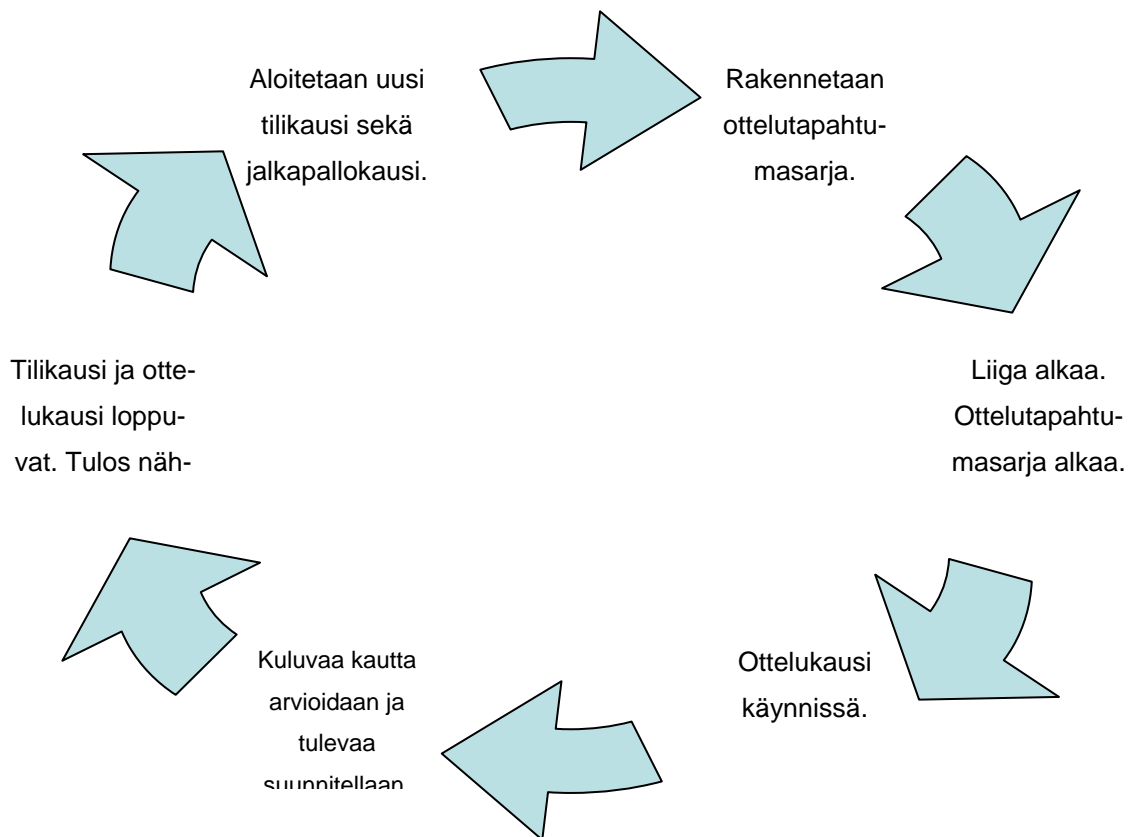 Aloitetaan uusi
tilikausi sekä
jalkapallokausi.
Rakennetaan
ottelutapahtu-
masarja.
Liiga alkaa.
Ottelutapahtu-
masarja alkaa.
Ottelukausi
käynnissä.
Kuluvaa kautta
arvioidaan ja
tulevaa
suunnitellaan
Tilikausi ja otte-
lukausi loppu-
vat. Tulos näh-